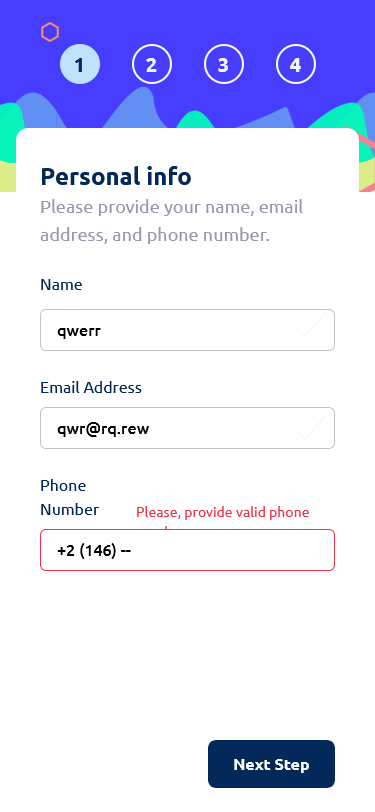 1 2 3 4
Personal info
Please provide your name, email
address, and phone number.
Name
qwerr
Email Address
qwr@rq.rew
Phone
Number
Please, provide valid phone
+2 (146) --
Next Step